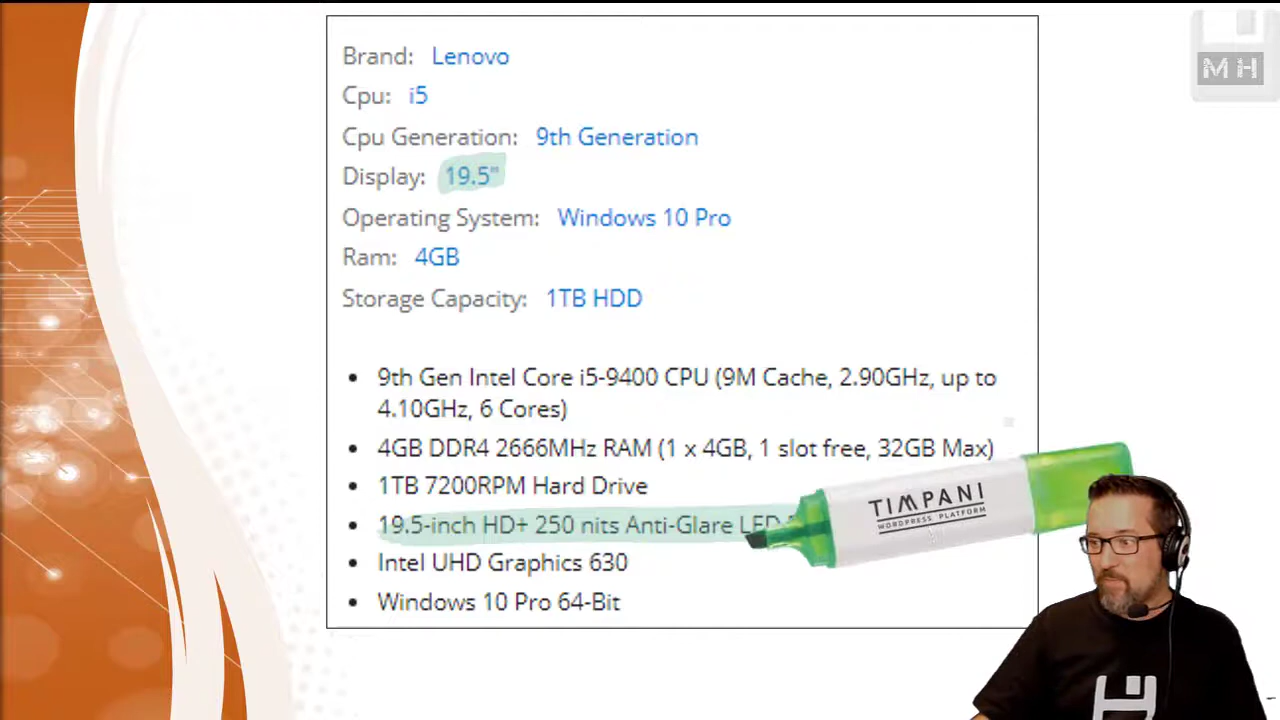 MH
Brand: Lenovo
Cpu: i5
Cpu Generation: 9th Generation
Display: 19.5"
Operating System: Windows 10 Pro
Ram: 4GB
Storage Capacity: 1TB HDD
• 9th Gen Intel Core i5-9400 CPU (9M Cache, 2.90GHz, up to
4.10GHz, 6 Cores)
• 4GB DDR4 2666MHz RAM (1 x 4GB, 1 slot free, 32GB Max)
• 1TB 7200RPM Hard Drive
• 19.5-inch HD+ 250 nits Anti-Glare LED
• Intel UHD Graphics 630
• Windows 10 Pro 64-Bit
TIMPANI
WORDPRESS PLATFORM